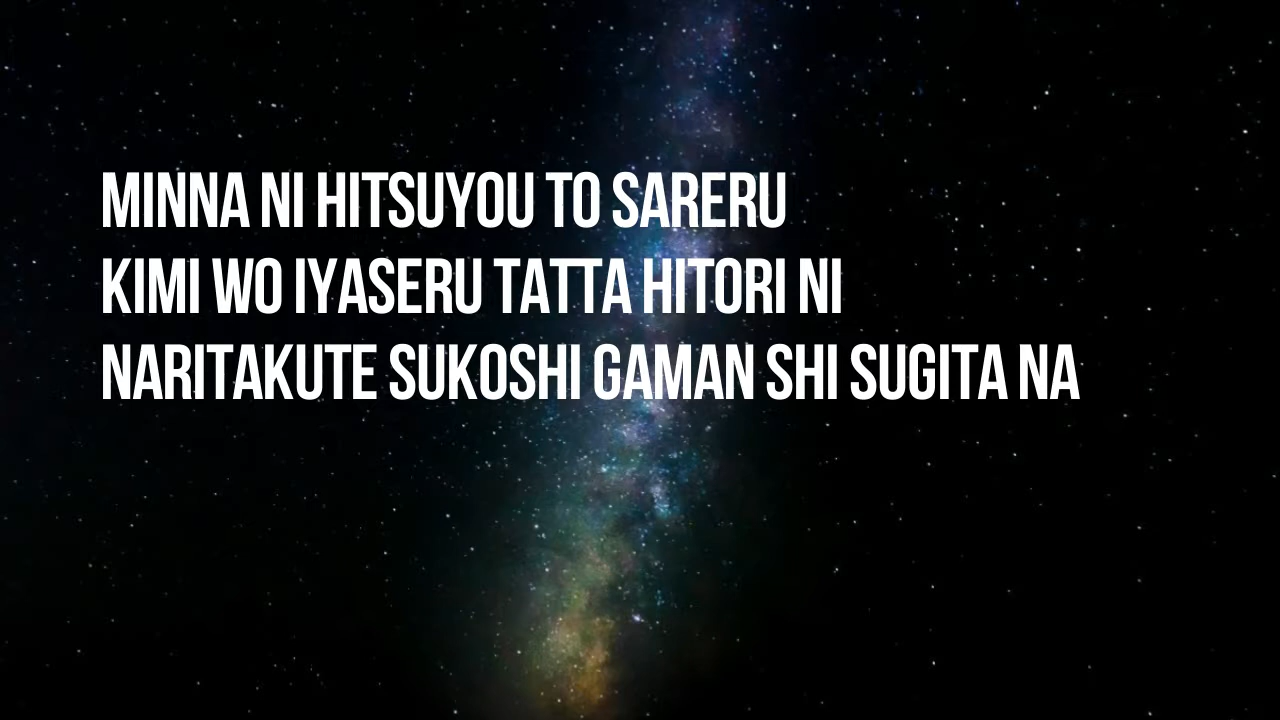 MINNA NI HITSUYOU TO SARERU
KIMI WO IYASERU TATTA HITORI NI
NARITAKUTE SUKOSHI GAMAN SHI SUGITA NA